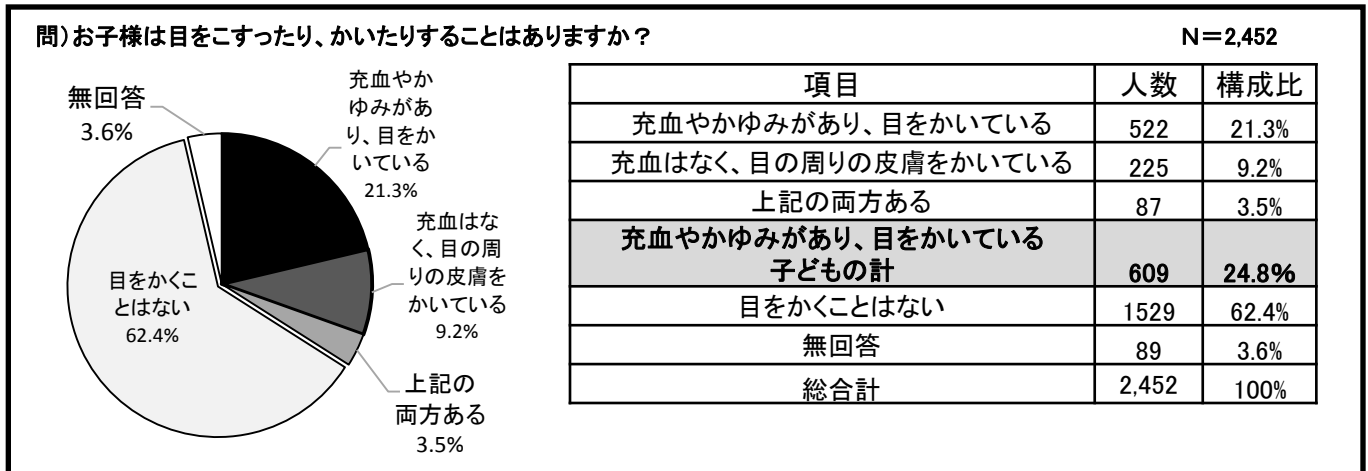 問)お子様は目をこすったり、かいたりすることはありますか?
N=2,452
無回答
3.6%
充血やか
ゆみがあ
り、目をか
いている
21.3%
充血はな
く、目の周
りの皮膚を
かいている
9.2%
目をかくこ
とはない
62.4%
上記の
両方ある
3.5%
項目 人数 構成比
充血やかゆみがあり、目をかいている 522 21.3%
充血はなく、目の周りの皮膚をかいている 225 9.2%
上記の両方ある 87 3.5%
充血やかゆみがあり、目をかいている
子どもの計 609 24.8%
目をかくことはない 1529 62.4%
無回答 89 3.6%
総合計 2,452 100%